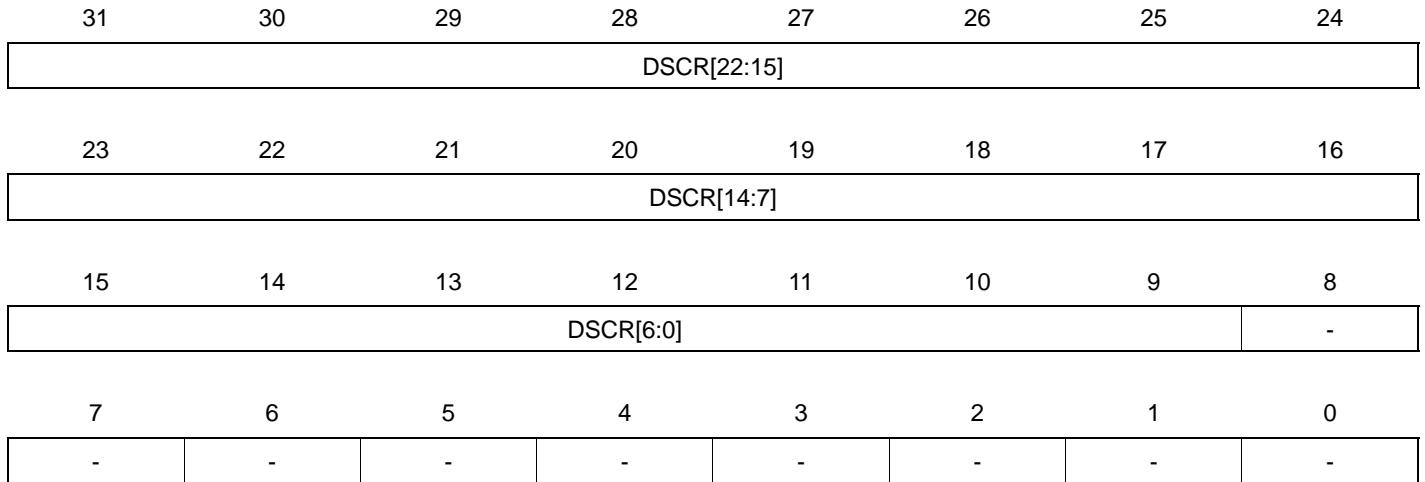 31 30 29 28 27 26 25 24
DSCR[22:15]
23 22 21 20 19 18 17 16
DSCR[14:7]
15 14 13 12 11 10 9 8
DSCR[6:0] -
7 6 5 4 3 2 1 0
- - - - - - - -